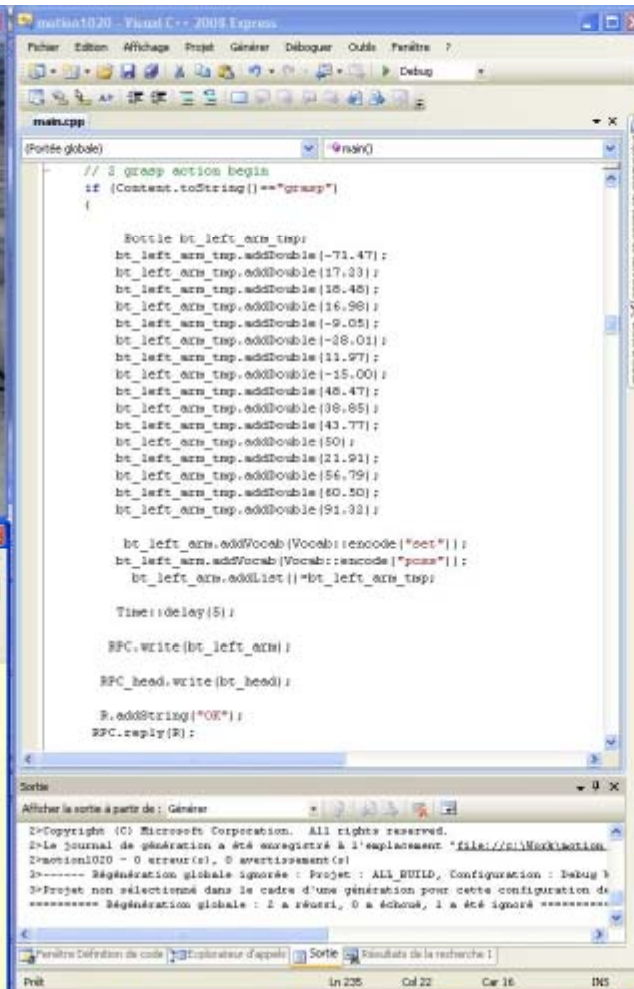 motion1020 - Visual C++ 2008 Express
Fichier Edition Affichage Projet Générer Déboguer Outils Fenêtre ?
Debug
main.cpp
(Portée globale) main()
// 2 grasp action begin
if (Content.toString()=="grasp")
{
Bottle bt_left_arm_tmp;
bt_left_arm_tmp.addDouble(-71.47);
bt_left_arm_tmp.addDouble(17.23);
bt_left_arm_tmp.addDouble(18.48);
bt_left_arm_tmp.addDouble(16.98);
bt_left_arm_tmp.addDouble(-9.05);
bt_left_arm_tmp.addDouble(-28.01);
bt_left_arm_tmp.addDouble(11.97);
bt_left_arm_tmp.addDouble(-15.00);
bt_left_arm_tmp.addDouble(48.47);
bt_left_arm_tmp.addDouble(38.85);
bt_left_arm_tmp.addDouble(43.77);
bt_left_arm_tmp.addDouble(50);
bt_left_arm_tmp.addDouble(21.91);
bt_left_arm_tmp.addDouble(56.79);
bt_left_arm_tmp.addDouble(60.50);
bt_left_arm_tmp.addDouble(91.32);
bt_left_arm.addVocab(Vocab::encode("set"));
bt_left_arm.addVocab(Vocab::encode("poss"));
bt_left_arm.addList()=bt_left_arm_tmp;
Time::delay(5);
RPC.write(bt_left_arm);
RPC_head.write(bt_head);
R.addString("OK");
RPC.reply(R);
Sortie
Afficher la sortie à partir de : Générer
2>Copyright (C) Microsoft Corporation. All rights reserved.
2>Le journal de génération a été enregistré à l'emplacement "file://c:\Work\motion
2>motion1020 - 0 erreur(s), 0 avertissement(s)
3>------ Régénération globale ignorée : Projet : ALL_BUILD, Configuration : Debug
3>Projet non sélectionné dans le cadre d'une génération pour cette configuration de
========== Régénération globale : 2 a réussi, 0 a échoué, 1 a été ignoré ==========
Fenêtre Définition de code Explorateur d'appels Sortie Résultats de la recherche 1
Prêt Ln 235 Col 22 Car 16 INS